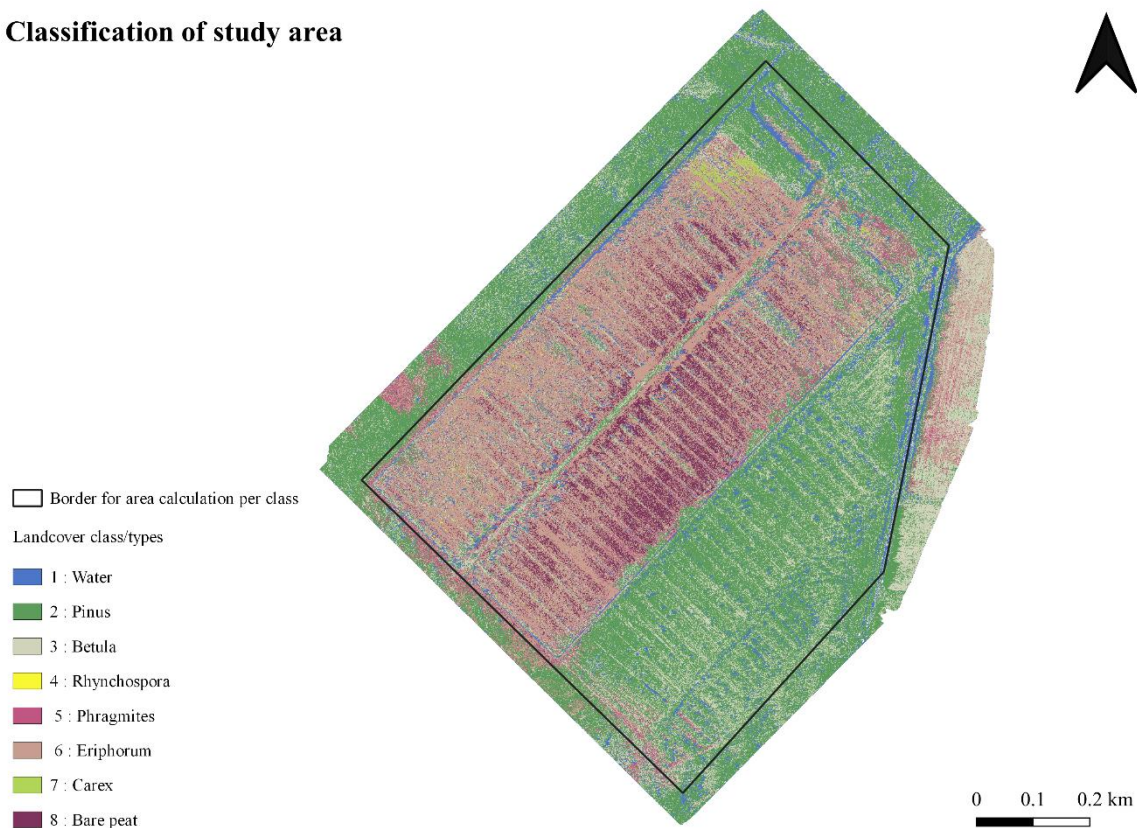 Classification of study area
Border for area calculation per class
Landcover class/types
1 : Water
2 : Pinus
3 : Betula
4 : Rhynchospora
5 : Phragmites
6 : Eriphorum
7 : Carex
8 : Bare peat
0 0.1 0.2 km